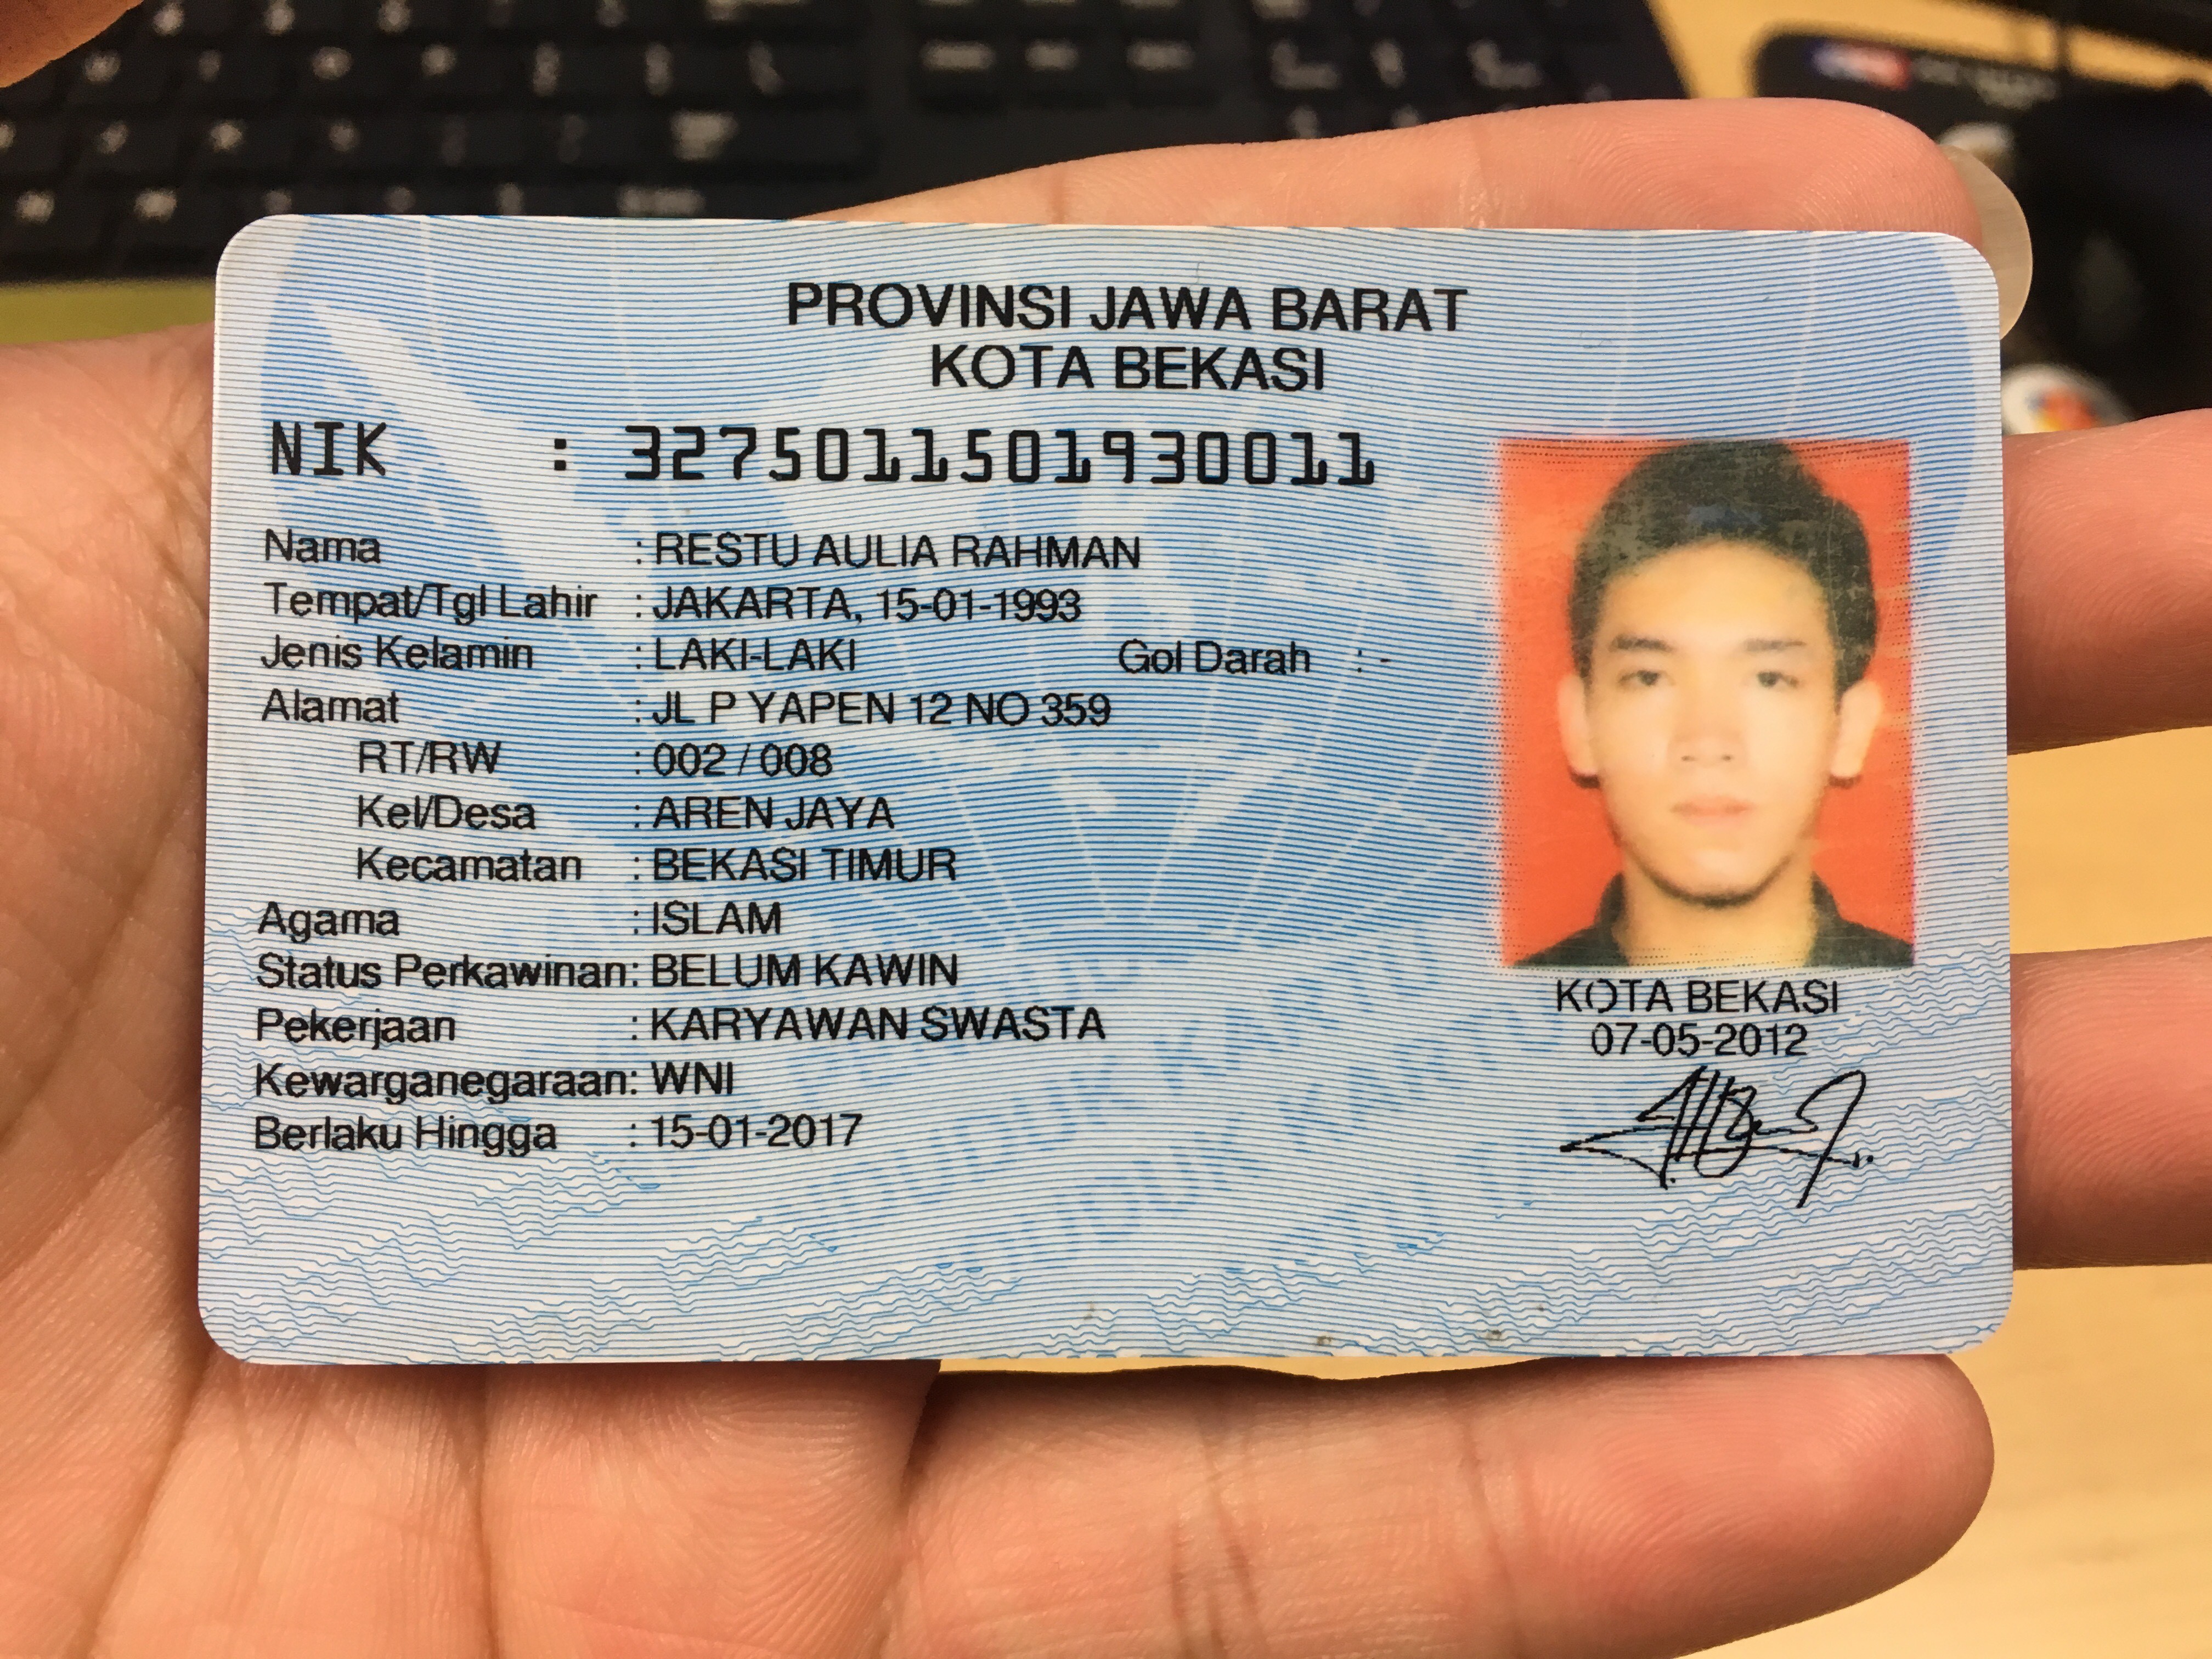 PROVINSI JAWA BARAT
KOTA BEKASI
NIK : 3275011501930011
Nama : RESTU AULIA RAHMAN
Tempat/Tgl Lahir : JAKARTA, 15-01-1993
Jenis Kelamin : LAKI-LAKI Gol Darah : -
Alamat : JL P YAPEN 12 NO 359
RT/RW : 002 / 008
Kel/Desa : AREN JAYA
Kecamatan : BEKASI TIMUR
Agama : ISLAM
Status Perkawinan: BELUM KAWIN
Pekerjaan : KARYAWAN SWASTA
Kewarganegaraan: WNI
Berlaku Hingga : 15-01-2017
KOTA BEKASI
07-05-2012